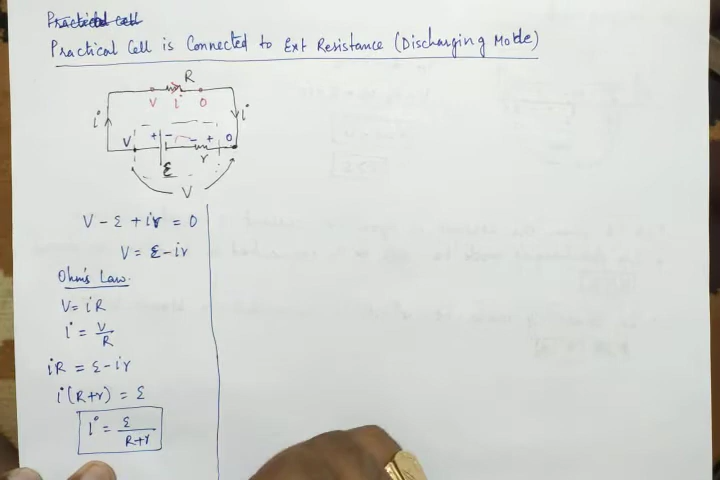 Practical cell
Practical Cell is Connected to Ext Resistance (Discharging Mode)
R
V i 0
i i
V + - - + 0
ε r
V
V - ε + ir = 0
V = ε - ir
Ohm's Law.
V = iR
i = V/R
iR = ε - ir
i(R+r) = ε
i = ε/R+r